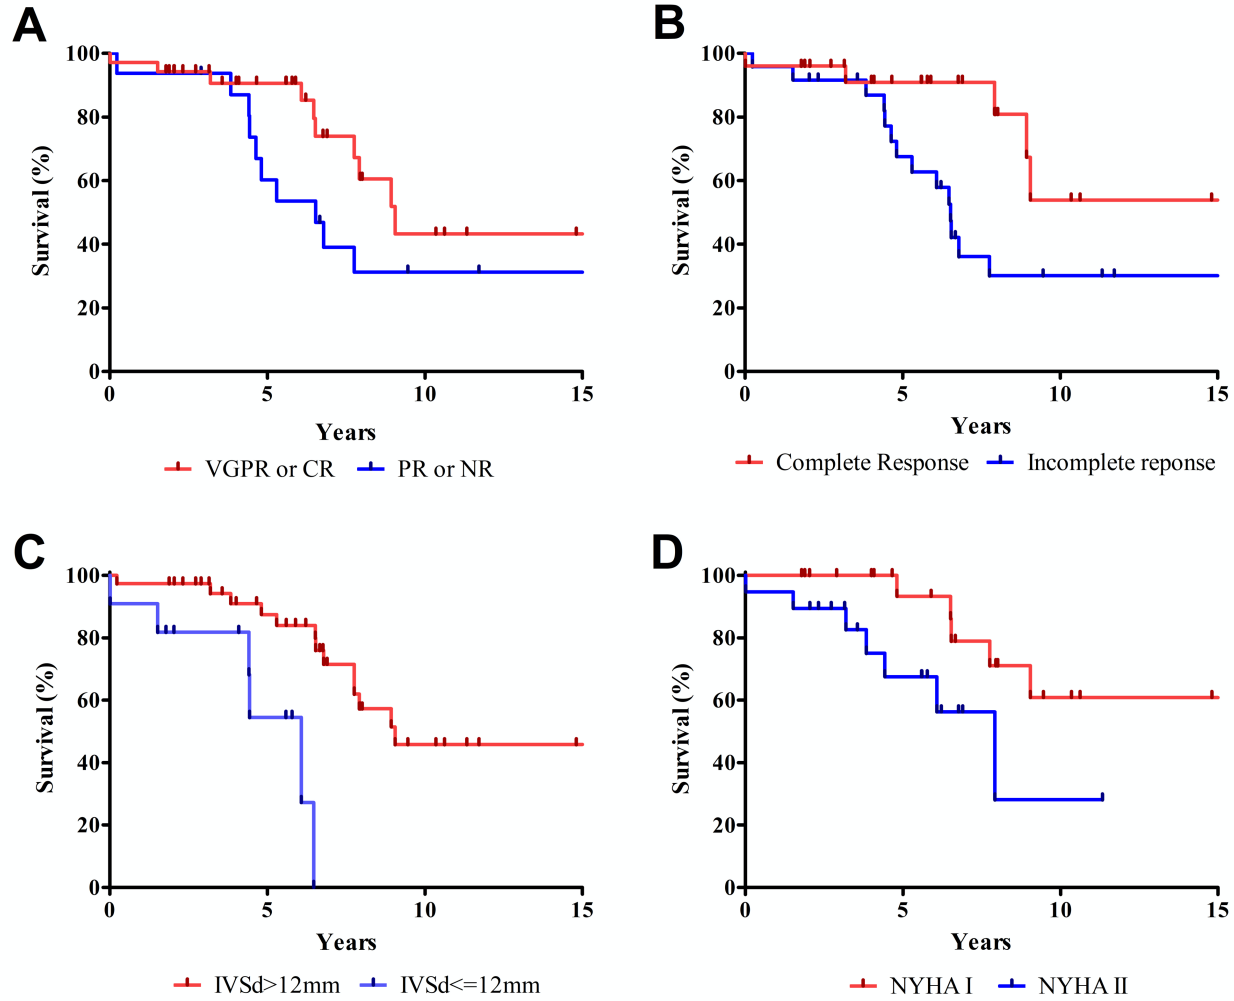 A
100
80
60
40
20
0
Survival (%)
0 5 10 15
Years
VGPR or CR PR or NR
B
100
80
60
40
20
0
Survival (%)
0 5 10 15
Years
Complete Response Incomplete reponse
C
100
80
60
40
20
0
Survival (%)
0 5 10 15
Years
IVSd>12mm IVSd<=12mm
D
100
80
60
40
20
0
Survival (%)
0 5 10 15
Years
NYHA I NYHA II